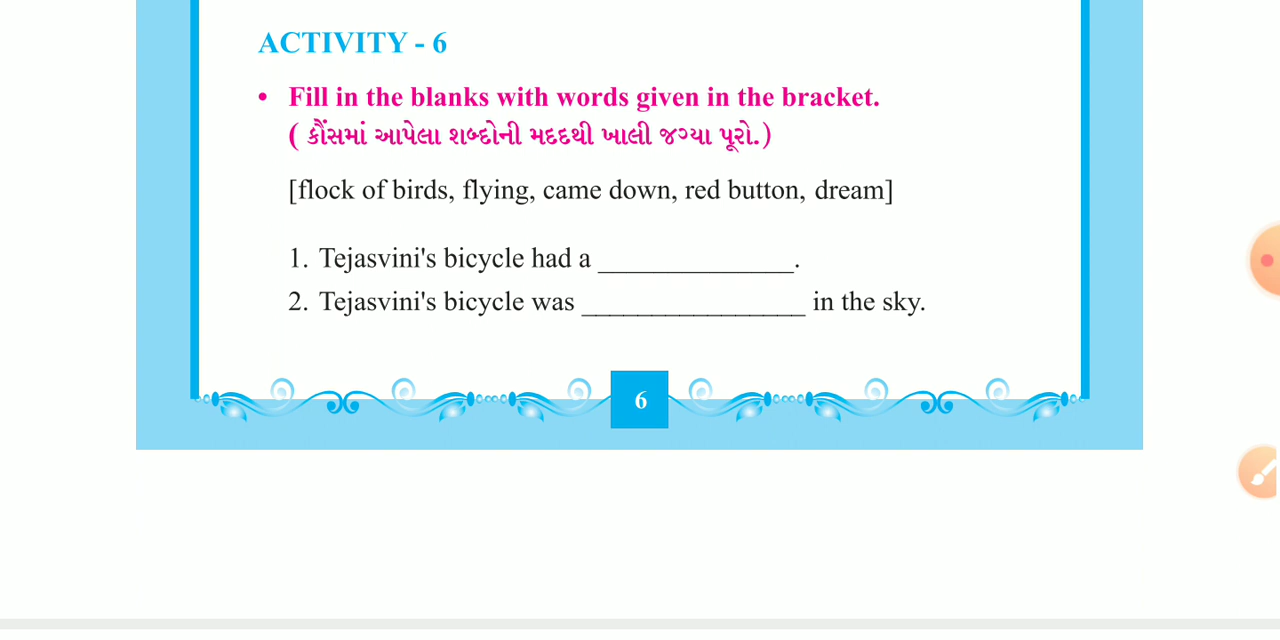 ACTIVITY - 6
• Fill in the blanks with words given in the bracket.
( કૌંસમાં આપેલા શબ્દોની મદદથી ખાલી જગ્યા પૂરો.)
[flock of birds, flying, came down, red button, dream]
1. Tejasvini's bicycle had a ______________.
2. Tejasvini's bicycle was ________________ in the sky.
6